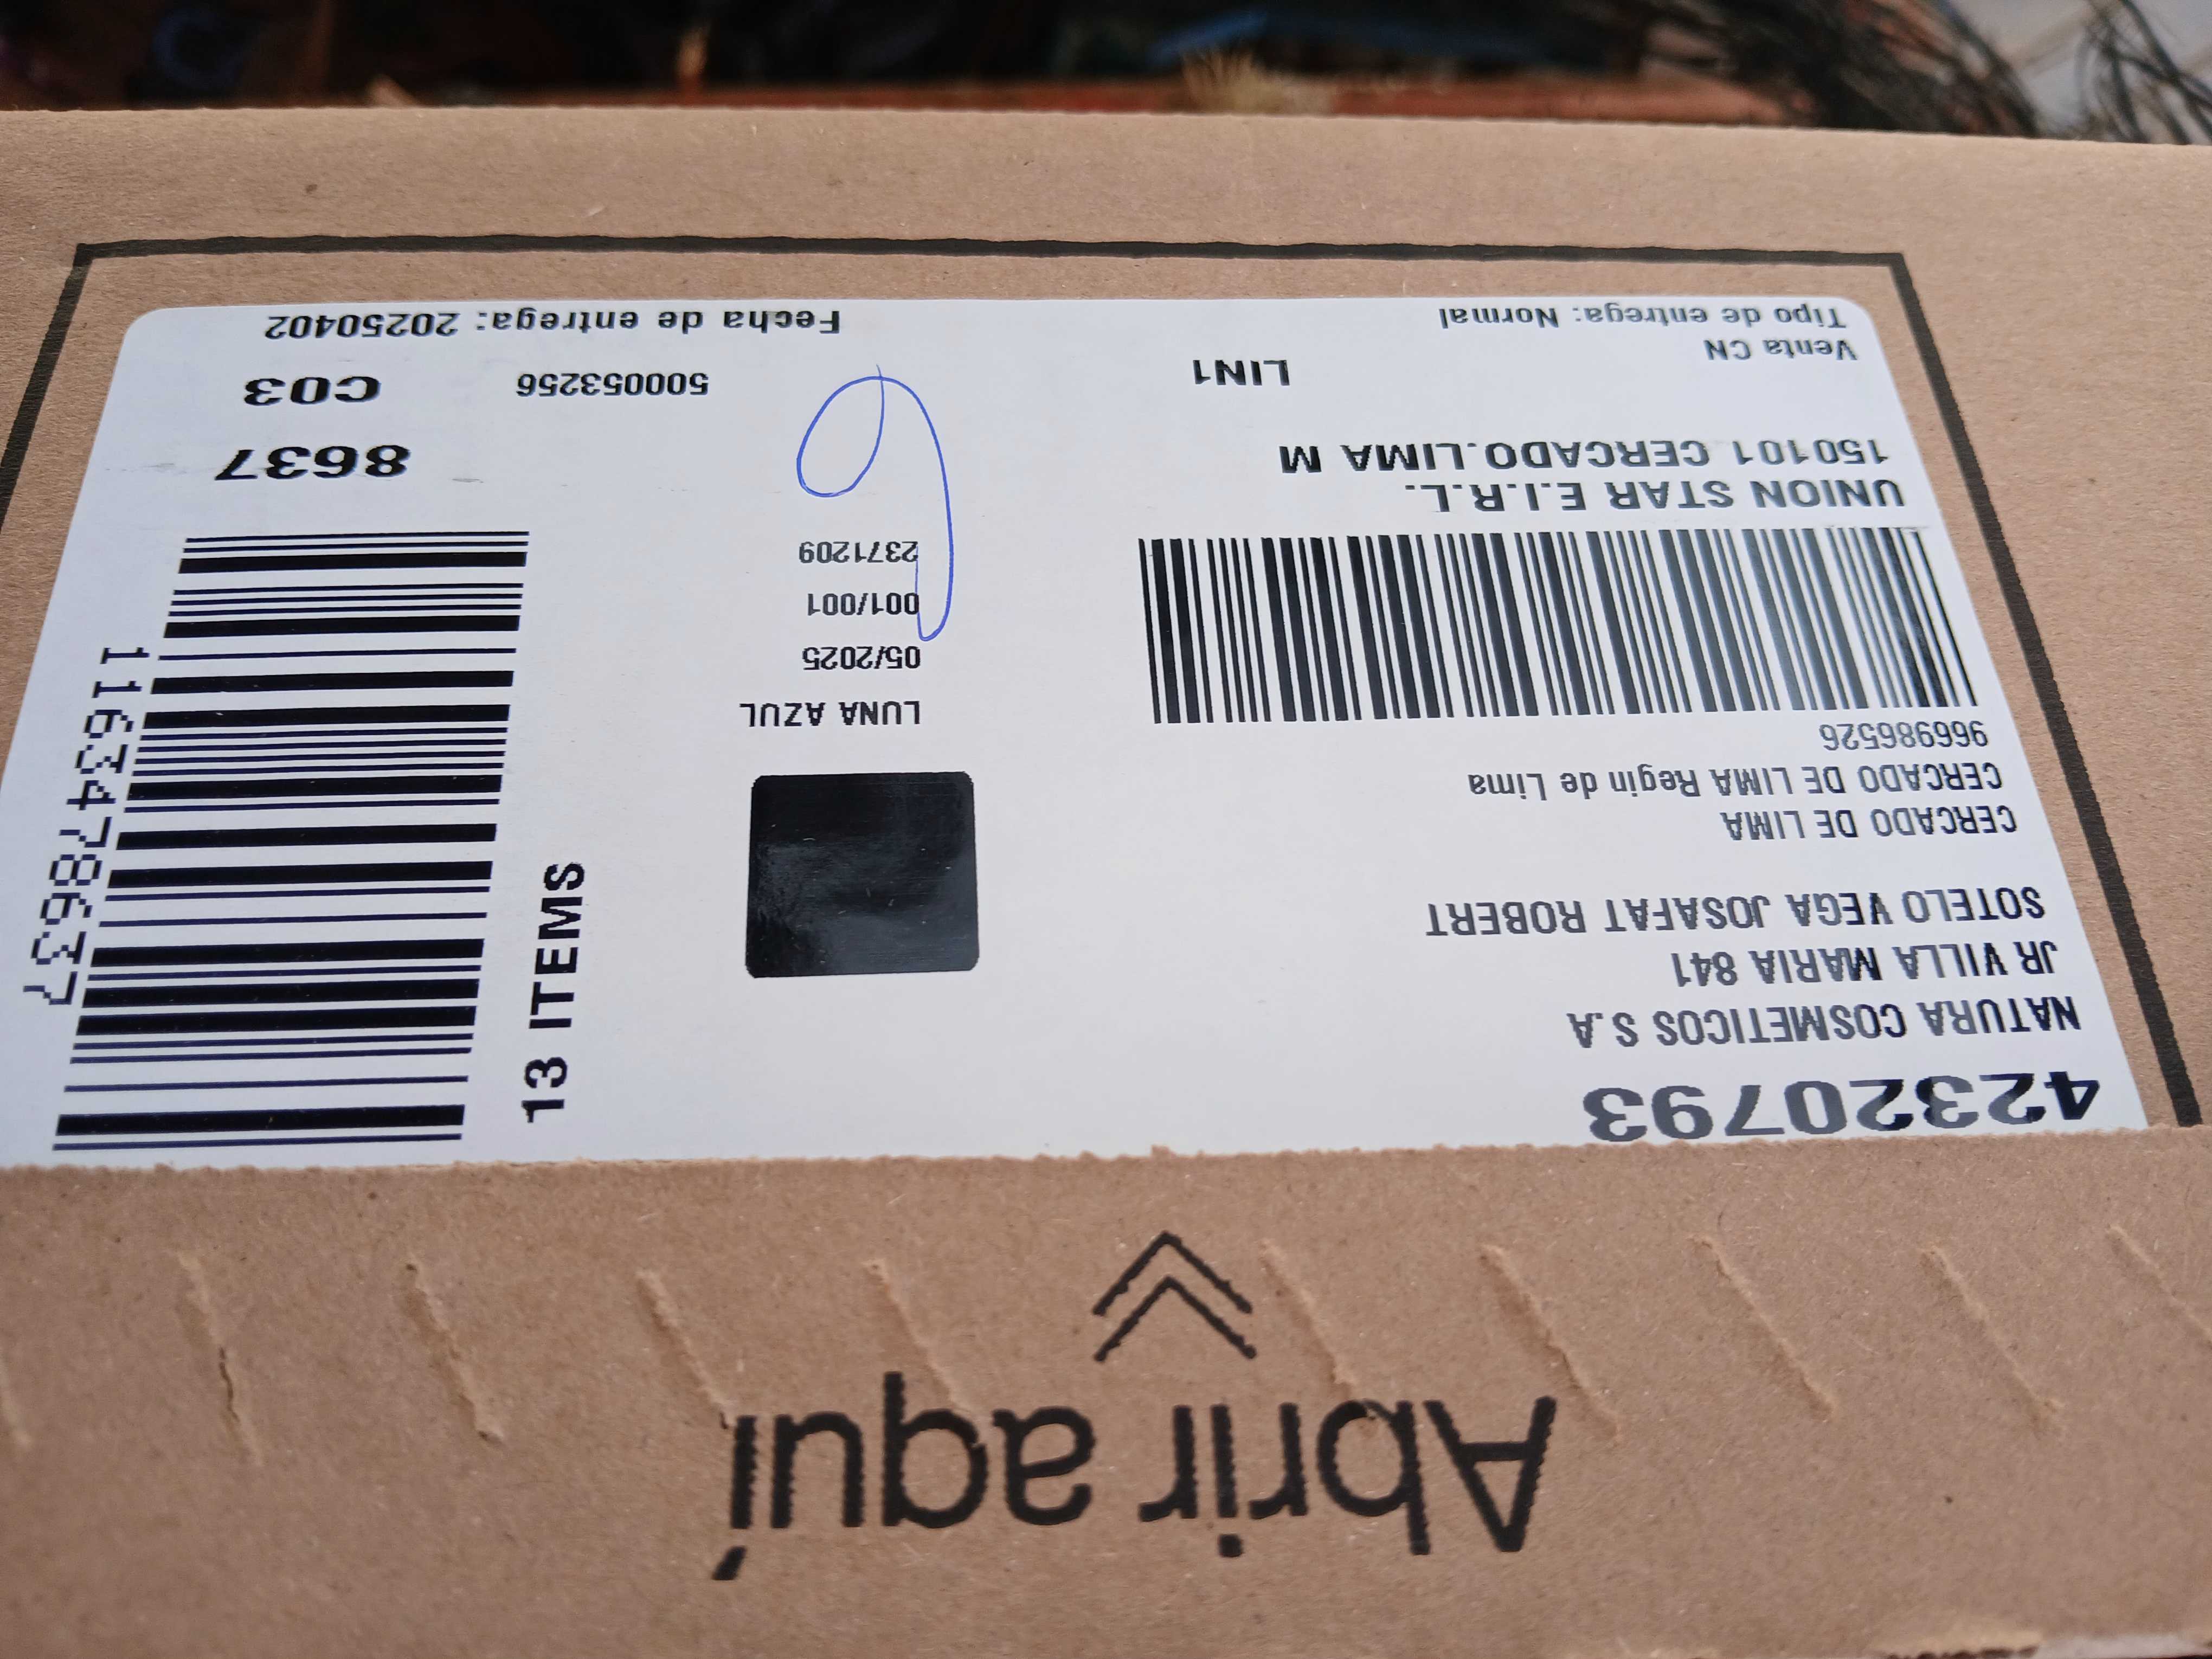 Abrir aquí
42320793
NATURA COSMETICOS S.A
JR VILLA MARIA 841
SOTELO VEGA JOSAFAT ROBERT
CERCADO DE LIMA
CERCADO DE LIMA Regin de Lima
966986526
UNION STAR E.I.R.L.
150101 CERCADO.LIMA M
LIN1
Venta CN
Tipo de entrega: Normal
LUNA AZUL
05/2025
001/001
2371209
13 ITEMS
1163478637
8637
500053256
C03
Fecha de entrega: 20250402